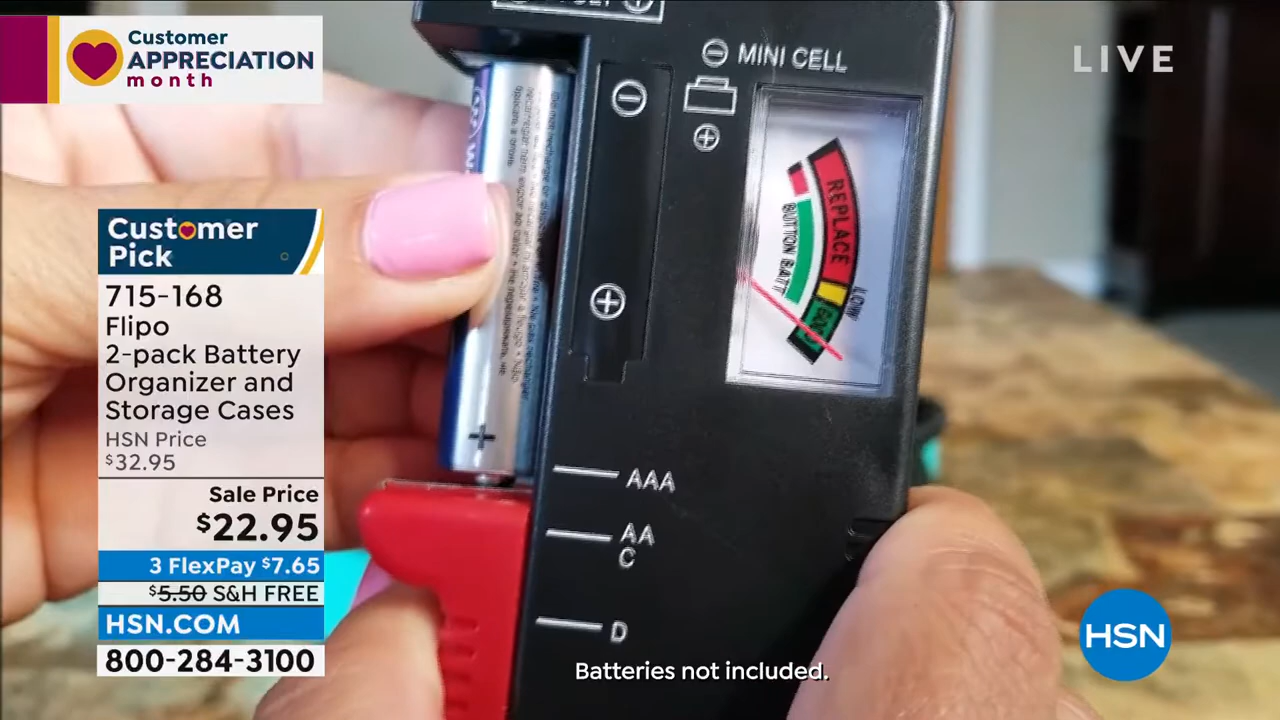 Customer
APPRECIATION
month
LIVE
Customer
Pick
715-168
Flipo
2-pack Battery
Organizer and
Storage Cases
HSN Price
$32.95
Sale Price
$22.95
3 FlexPay $7.65
$5.50 S&H FREE
HSN.COM
800-284-3100
MINI CELL
REPLACE
LOW
GOOD
BUTTON BATT
AAA
AA
C
D
Batteries not included.
HSN